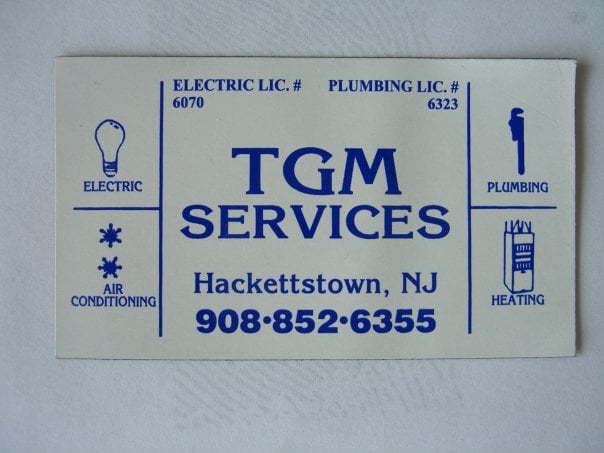 ELECTRIC LIC. # PLUMBING LIC. #
6070 6323
TGM
SERVICES
Hackettstown, NJ
908•852•6355
ELECTRIC
AIR
CONDITIONING
PLUMBING
HEATING